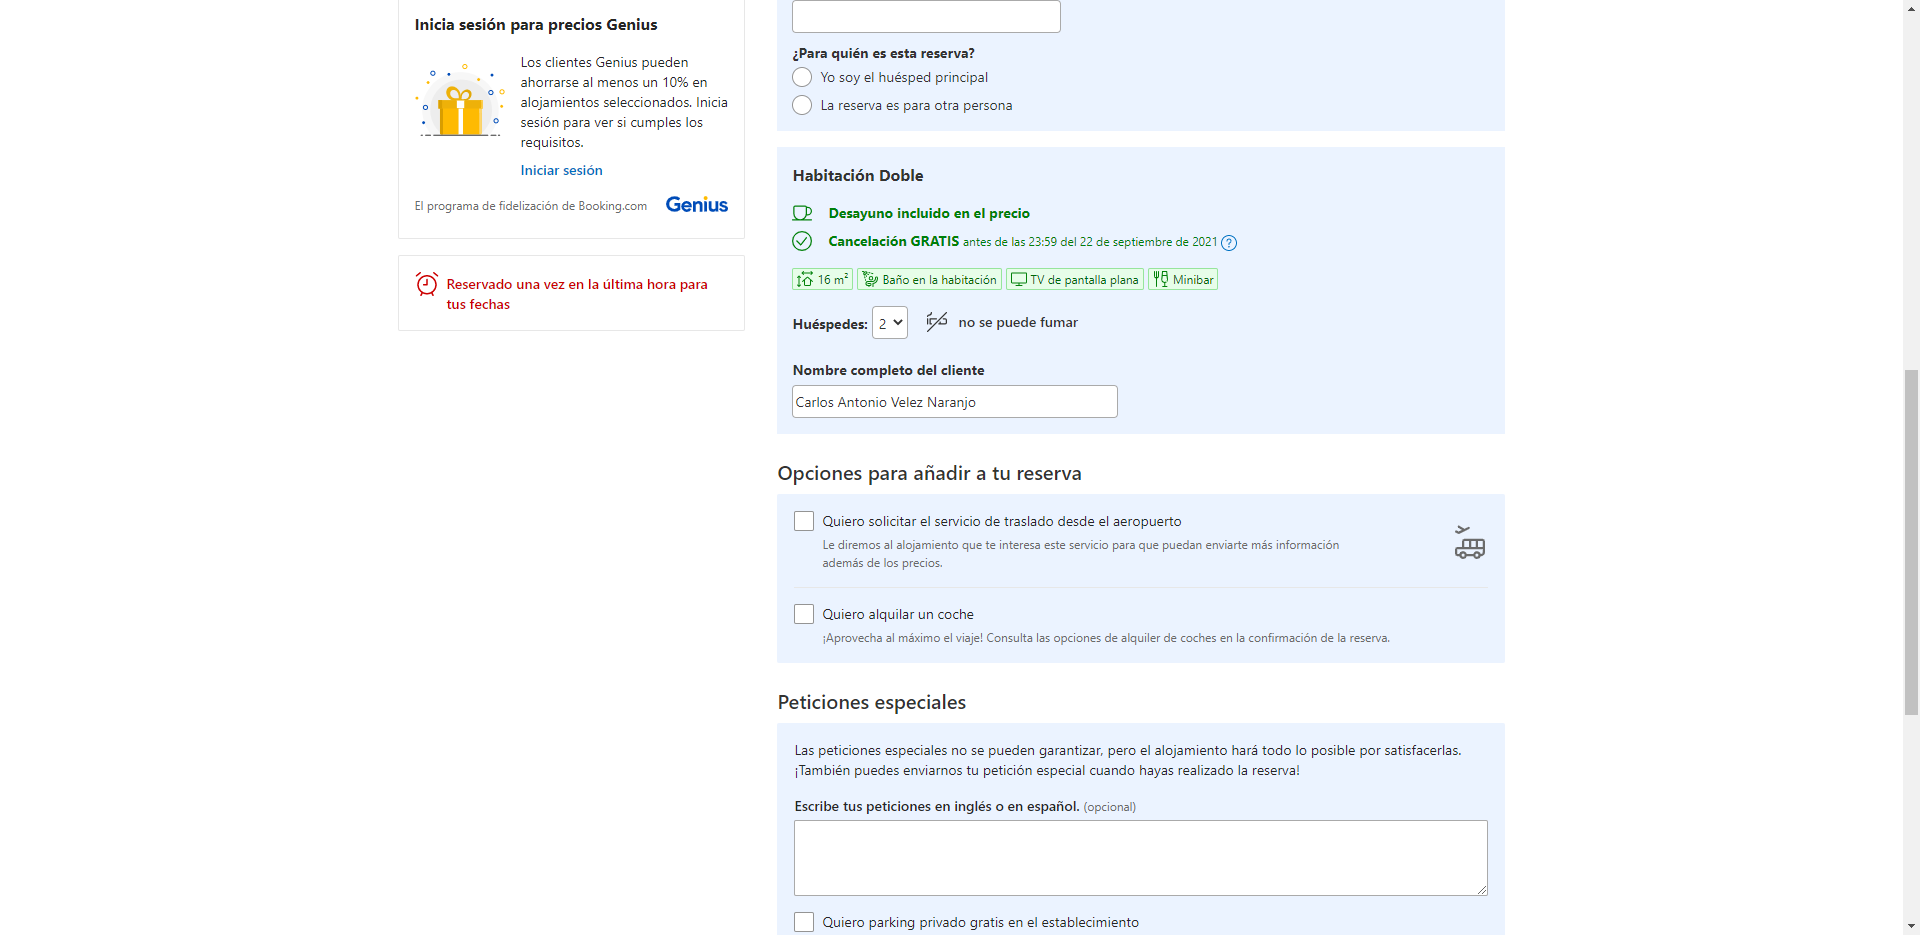 Inicia sesión para precios Genius
Los clientes Genius pueden
ahorrarse al menos un 10% en
alojamientos seleccionados. Inicia
sesión para ver si cumples los
requisitos.
Iniciar sesión
El programa de fidelización de Booking.com Genius
Reservado una vez en la última hora para
tus fechas
¿Para quién es esta reserva?
Yo soy el huésped principal
La reserva es para otra persona
Habitación Doble
Desayuno incluido en el precio
Cancelación GRATIS antes de las 23:59 del 22 de septiembre de 2021 ?
16 m² Baño en la habitación TV de pantalla plana Minibar
Huéspedes: 2 no se puede fumar
Nombre completo del cliente
Carlos Antonio Velez Naranjo
Opciones para añadir a tu reserva
Quiero solicitar el servicio de traslado desde el aeropuerto
Le diremos al alojamiento que te interesa este servicio para que puedan enviarte más información
además de los precios.
Quiero alquilar un coche
¡Aprovecha al máximo el viaje! Consulta las opciones de alquiler de coches en la confirmación de la reserva.
Peticiones especiales
Las peticiones especiales no se pueden garantizar, pero el alojamiento hará todo lo posible por satisfacerlas.
¡También puedes enviarnos tu petición especial cuando hayas realizado la reserva!
Escribe tus peticiones en inglés o en español. (opcional)
Quiero parking privado gratis en el establecimiento